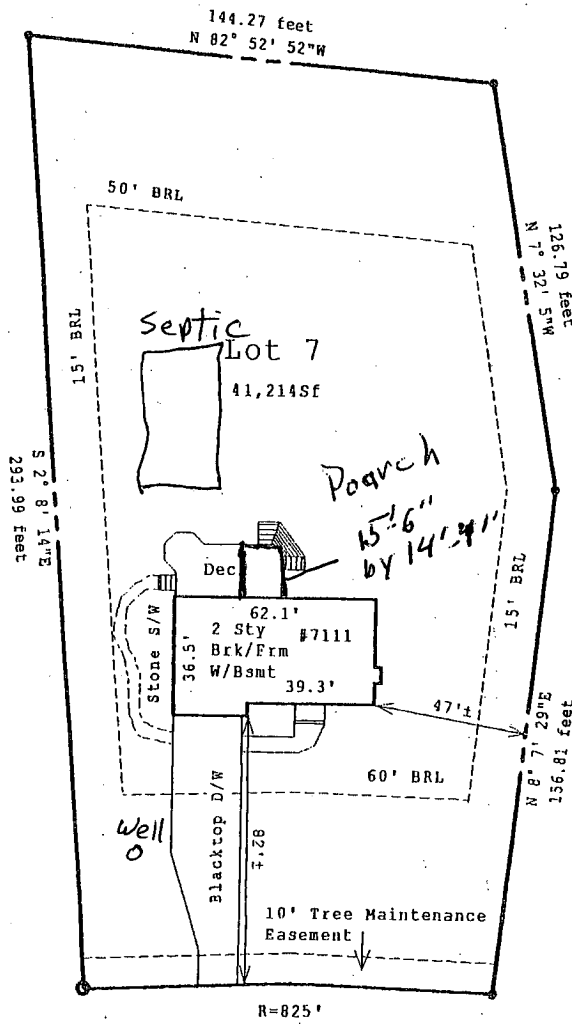 144.27 feet
N 82° 52' 52"W
50' BRL
126.79 feet
N 7° 32' 5"W
15' BRL
Septic
Lot 7
41,214Sf
S 2° 8' 14"E
293.99 feet
Poarch
15'-6"
by 14'-
Dec
15' BRL
Stone S/W
62.1'
2 Sty #7111
Brk/Frm
W/Bsmt
36.5'
39.3'
47'±
N 8° 7' 29"E
156.81 feet
60' BRL
Well
Blacktop D/W
82'±
10' Tree Maintenance
Easement
R=825'